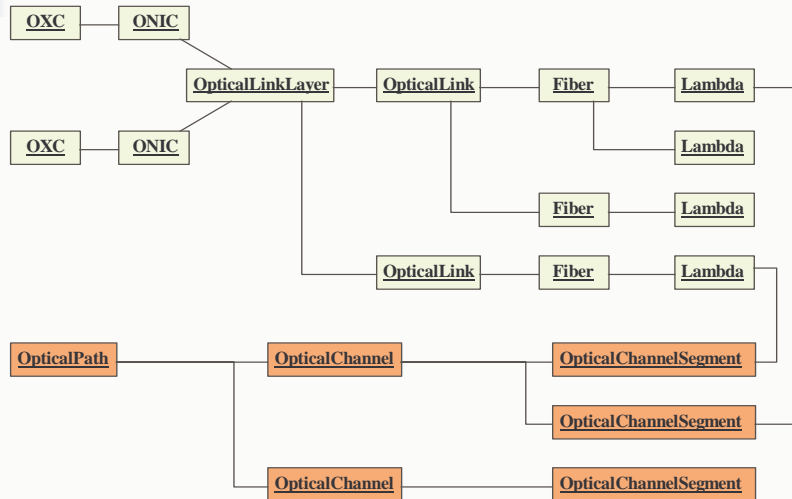 OXC
ONIC
OpticalLinkLayer
OpticalLink
Fiber
Lambda
OXC
ONIC
Lambda
Fiber
Lambda
OpticalLink
Fiber
Lambda
OpticalPath
OpticalChannel
OpticalChannelSegment
OpticalChannelSegment
OpticalChannel
OpticalChannelSegment